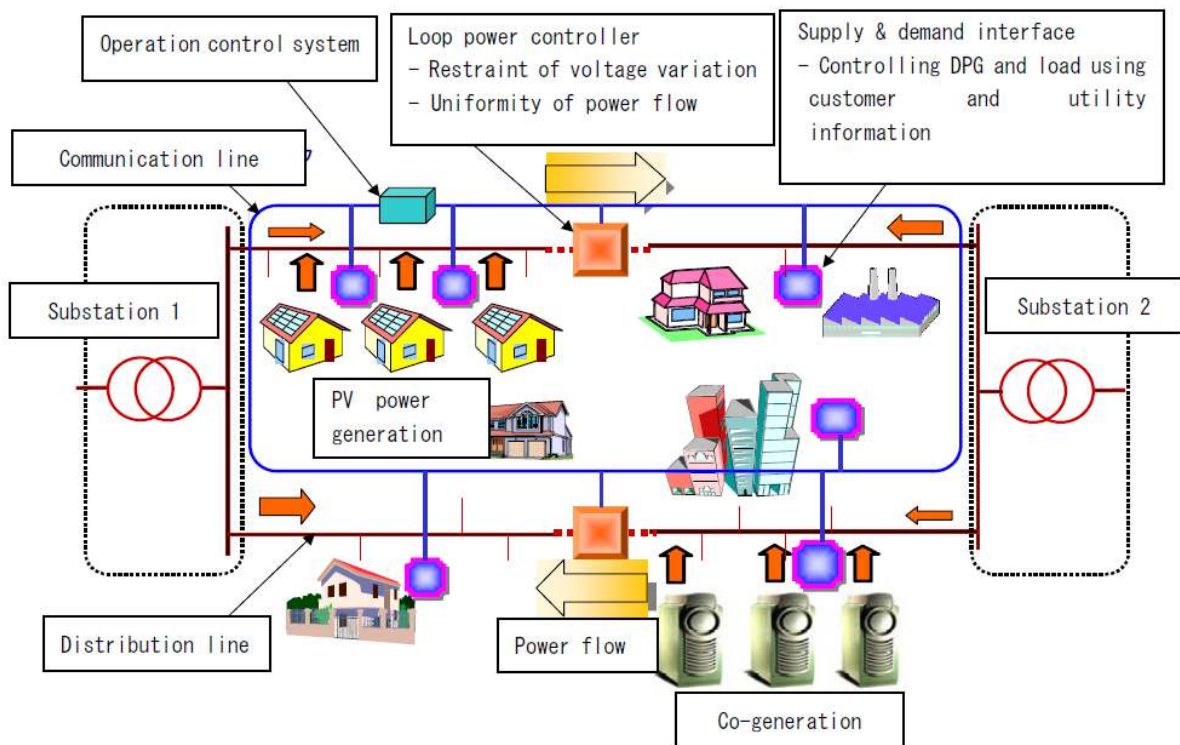 Operation control system
Loop power controller
– Restraint of voltage variation
– Uniformity of power flow
Supply & demand interface
– Controlling DPG and load using
customer and utility
information
Communication line
Substation 1
Substation 2
PV power
generation
Distribution line
Power flow
Co-generation